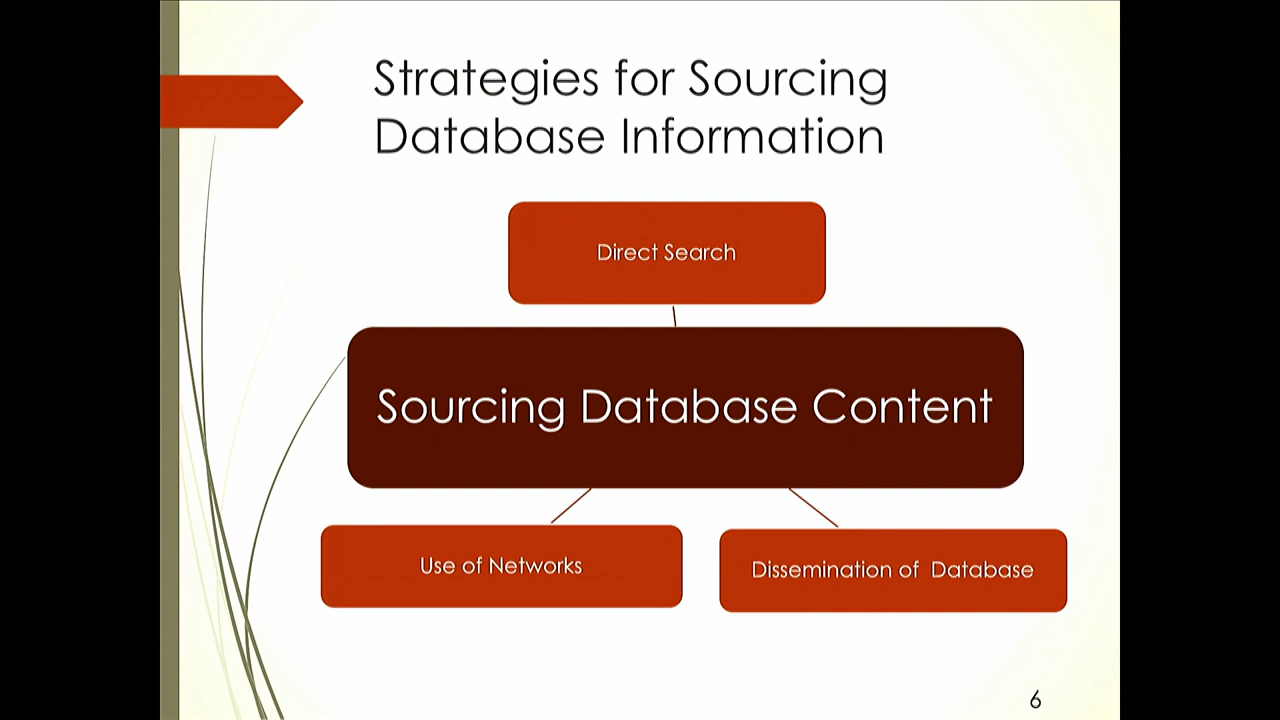 Strategies for Sourcing
Database Information
Direct Search
Sourcing Database Content
Use of Networks
Dissemination of  Database
6